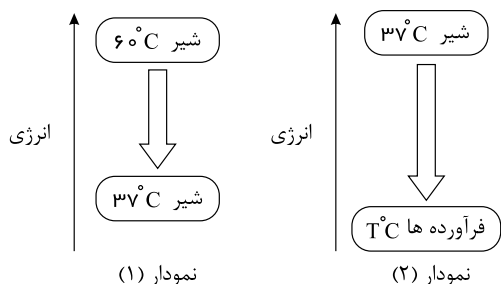 شیر ۶۰°C
انرژی
شیر ۳۷°C
نمودار (۱)
شیر ۳۷°C
انرژی
فرآورده ها T°C
نمودار (۲)